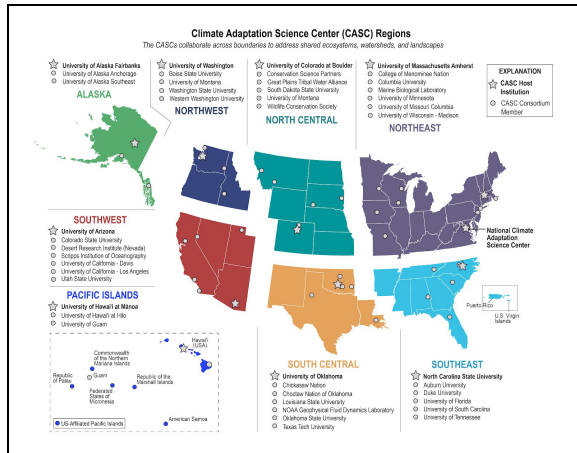 Climate Adaptation Science Center (CASC) Regions
The CASCs collaborate across boundaries to address shared ecosystems, watersheds, and landscapes
University of Alaska Fairbanks
University of Alaska Anchorage
University of Alaska Southeast
ALASKA
University of Washington
Boise State University
University of Montana
Washington State University
Western Washington University
NORTHWEST
University of Colorado at Boulder
Conservation Science Partners
Great Plains Tribal Water Alliance
South Dakota State University
University of Montana
Wildlife Conservation Society
NORTH CENTRAL
University of Massachusetts Amherst
College of Menominee Nation
Columbia University
Marine Biological Laboratory
University of Minnesota
University of Missouri Columbia
University of Wisconsin - Madison
NORTHEAST
EXPLANATION
CASC Host
Institution
CASC Consortium
Member
National Climate
Adaptation
Science Center
SOUTHWEST
University of Arizona
Colorado State University
Desert Research Institute (Nevada)
Scripps Institution of Oceanography
University of California - Davis
University of California - Los Angeles
Utah State University
PACIFIC ISLANDS
University of Hawai'i at Mānoa
University of Hawai'i at Hilo
University of Guam
Hawai'i
(USA)
Commonwealth
of the Northern
Mariana Islands
Republic
of Palau
Guam
Republic of the
Marshall Islands
Federated
States of
Micronesia
American Samoa
US-Affiliated Pacific Islands
SOUTH CENTRAL
University of Oklahoma
Chickasaw Nation
Choctaw Nation of Oklahoma
Louisiana State University
NOAA Geophysical Fluid Dynamics Laboratory
Oklahoma State University
Texas Tech University
Puerto Rico
U.S. Virgin
Islands
SOUTHEAST
North Carolina State University
Auburn University
Duke University
University of Florida
University of South Carolina
University of Tennessee